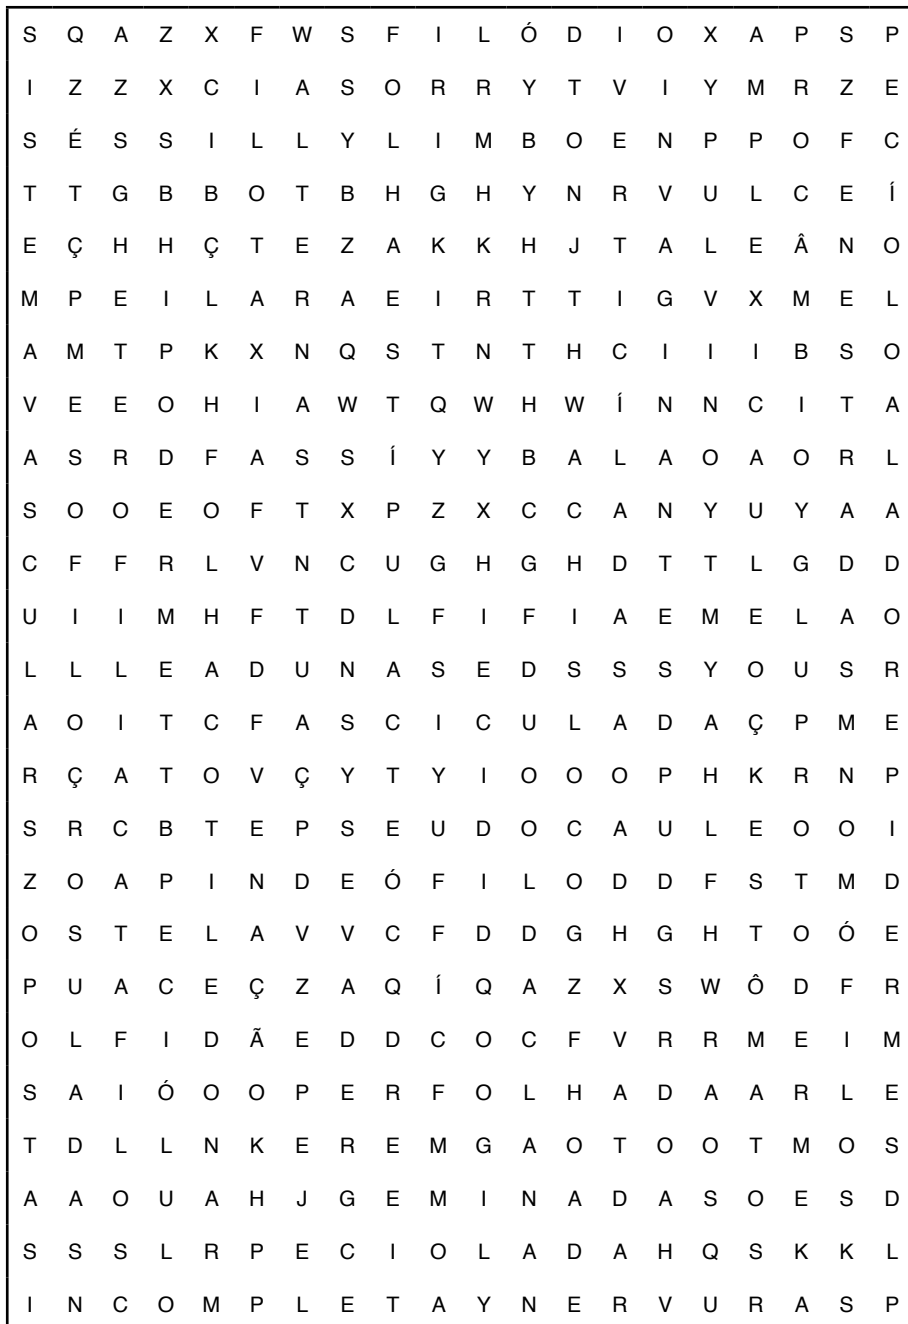 S Q A Z X F W S F I L Ó D I O X A P S P
I Z Z X C I A S O R R Y T V I Y M R Z E
S É S S I L L Y L I M B O E N P P O F C
T T G B B O T B H G H Y N R V U L C E Í
E Ç H H Ç T E Z A K K H J T A L E Â N O
M P E I L A R A E I R T T I G V X M E L
A M T P K X N Q S T N T H C I I I B S O
V E E O H I A W T Q W H W Í N N C I T A
A S R D F A S S Í Y Y B A L A O A O R L
S O O E O F T X P Z X C C A N Y U Y A A
C F F R L V N C U G H G H D T T L G D D
U I I M H F T D L F I F I A E M E L A O
L L L E A D U N A S E D S S S Y O U S R
A O I T C F A S C I C U L A D A Ç P M E
R Ç A T O V Ç Y T Y I O O O P H K R N P
S R C B T E P S E U D O C A U L E O O I
Z O A P I N D E Ó F I L O D D F S T M D
O S T E L A V V C F D D G H G H T O Ó E
P U A C E Ç Z A Q Í Q A Z X S W Ô D F R
O L F I D Ã E D D C O C F V R R M E I M
S A I Ó O O P E R F O L H A D A A R L E
T D L L N K E R E M G A O T O O T M O S
A A O U A H J G E M I N A D A S O E S D
S S S L R P E C I O L A D A H Q S K K L
I N C O M P L E T A Y N E R V U R A S P